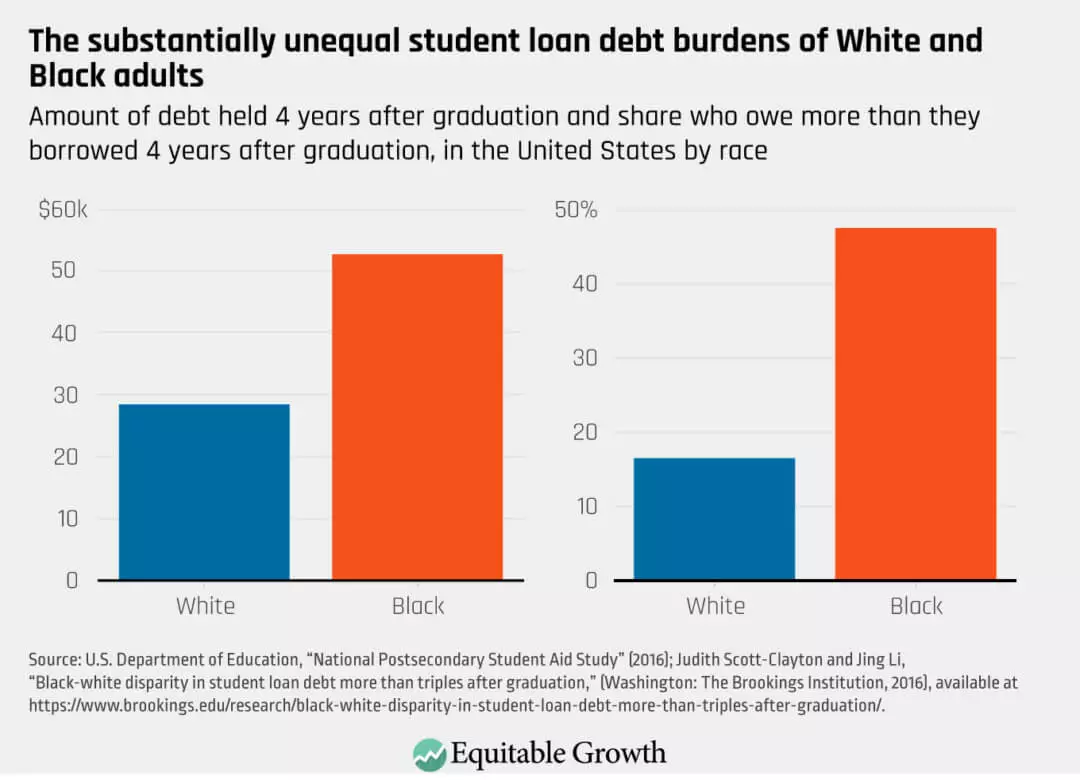 The substantially unequal student loan debt burdens of White and
Black adults
Amount of debt held 4 years after graduation and share who owe more than they
borrowed 4 years after graduation, in the United States by race
$60k
50
40
30
20
10
0
White
Black
50%
40
30
20
10
0
White
Black
Source: U.S. Department of Education, “National Postsecondary Student Aid Study” (2016); Judith Scott-Clayton and Jing Li,
“Black-white disparity in student loan debt more than triples after graduation,” (Washington: The Brookings Institution, 2016), available at
https://www.brookings.edu/research/black-white-disparity-in-student-loan-debt-more-than-triples-after-graduation/.
Equitable Growth